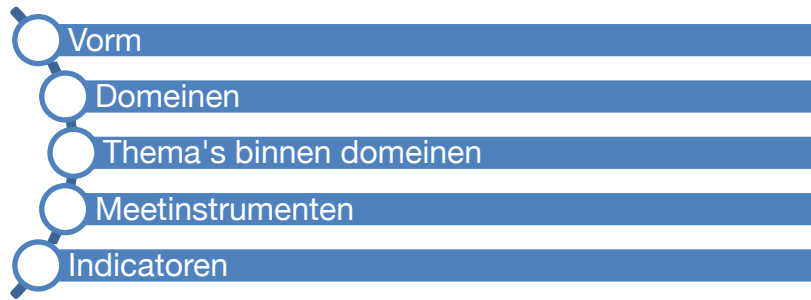 Vorm
Domeinen
Thema's binnen domeinen
Meetinstrumenten
Indicatoren